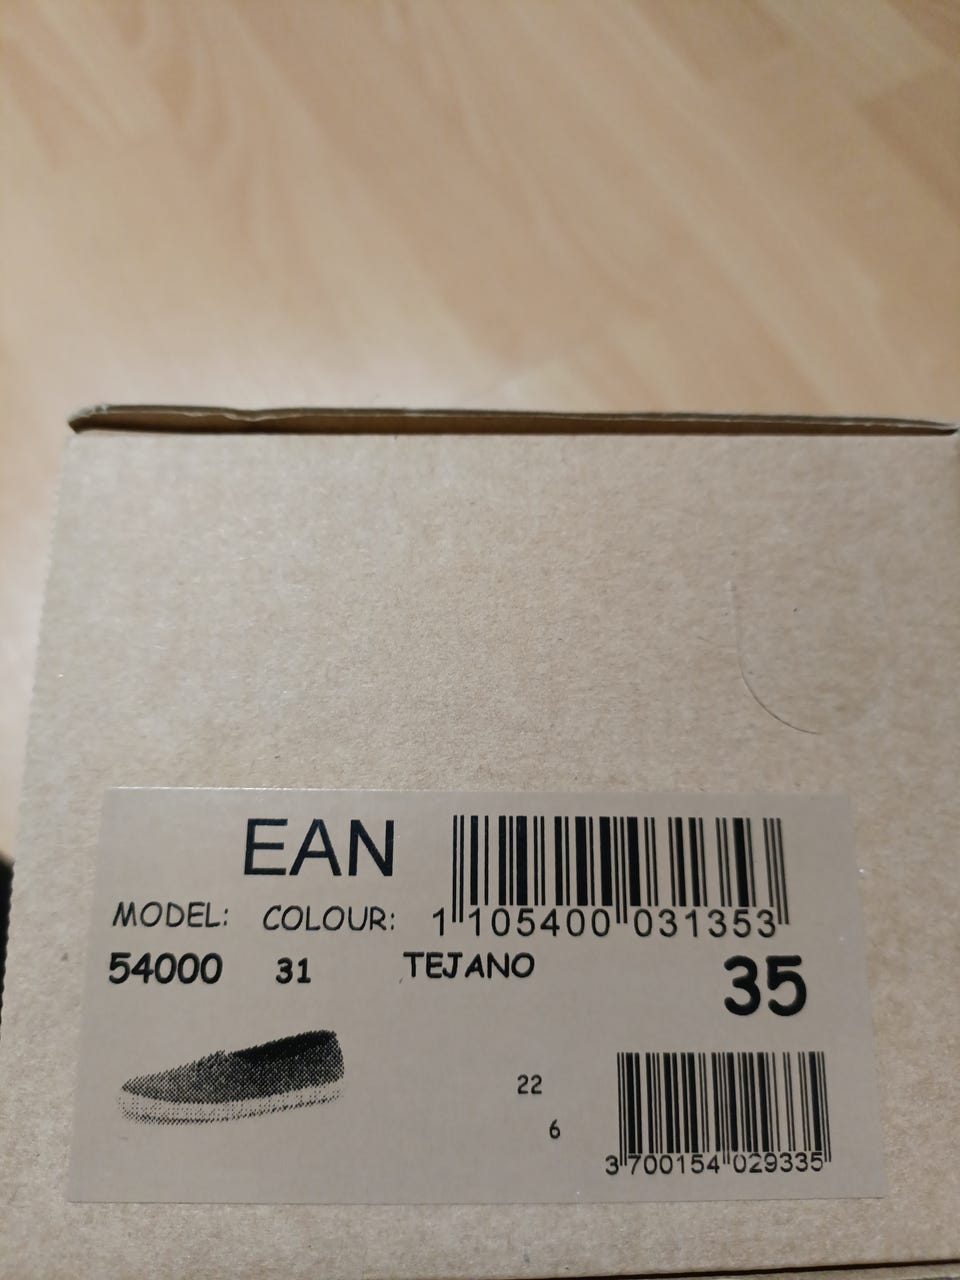 EAN
MODEL: COLOUR: 1 105400 031353
54000 31 TEJANO 35
22
6
3 700154 029335